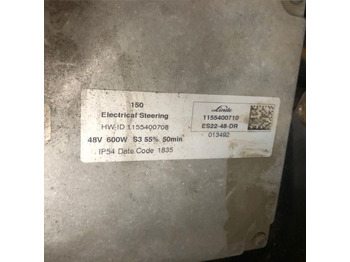 150
Electrical Steering
HW-ID 1155400708
48V 600W S3 55% 50min
IP54 Date Code 1835
Linde
1155400710
ES22-48-DR
013492